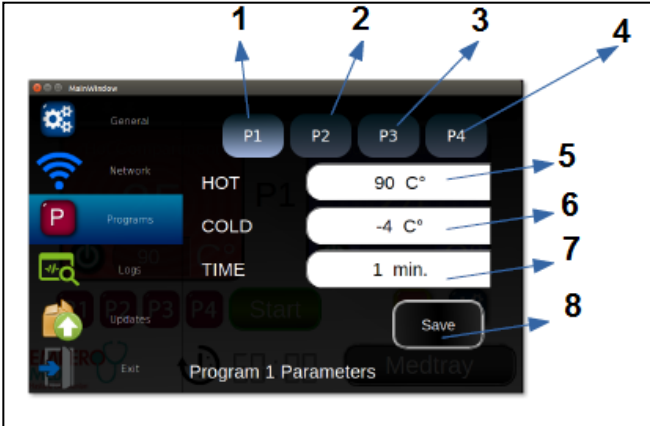 1 2 3 4
MainWindow
General
P1 P2 P3 P4
Network
HOT 90 C° 5
P1
P Programs
COLD -4 C° 6
90 C°
Logs
TIME 1 min. 7
P2 P3 P4 Start
Updates
Save 8
Exit
Program 1 Parameters
Medtray